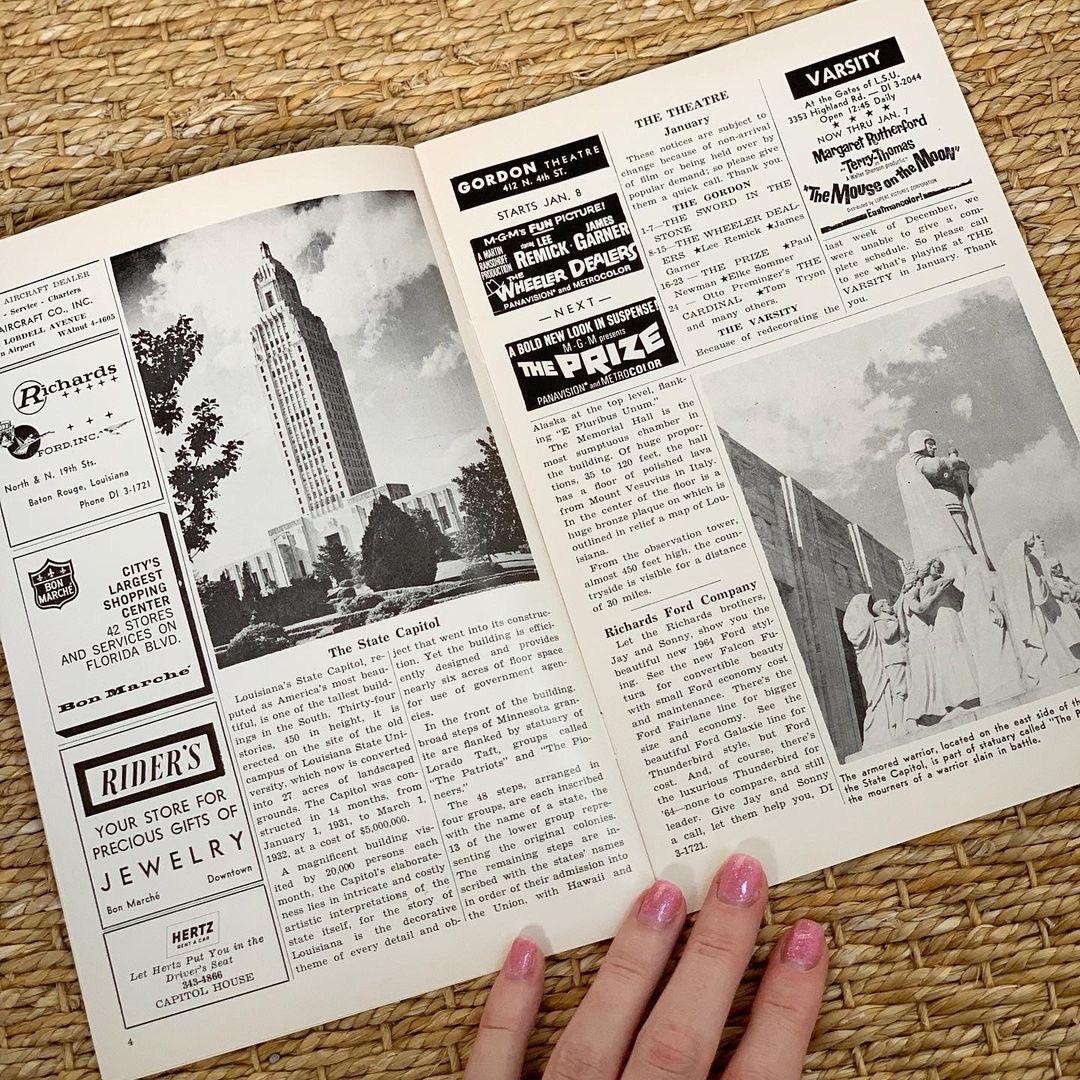 AIRCRAFT DEALER
- Service - Charters
AIRCRAFT CO., INC.
LOBDELL AVENUE
n Airport Walnut 4-4605
Richards
FORD, INC.
North & N. 19th Sts.
Baton Rouge, Louisiana
Phone DI 3-1721
BON MARCHE
CITY'S
LARGEST
SHOPPING
CENTER
42 STORES
AND SERVICES ON
FLORIDA BLVD.
Bon Marché
RIDER'S
YOUR STORE FOR
PRECIOUS GIFTS OF
JEWELRY
Downtown
Bon Marché
HERTZ
RENT A CAR
Let Hertz Put You in the
Driver's Seat
343-4866
CAPITOL HOUSE
4
The State Capitol
Louisiana's State Capitol, re-
puted as America's most beau-
tiful, is one of the tallest build-
ings in the South. Thirty-four
stories, 450 in height, it is
erected on the site of the old
campus of Louisiana State Uni-
versity, which now is converted
into 27 acres of landscaped
grounds. The Capitol was con-
structed in 14 months, from
January 1, 1931, to March 1,
1932, at a cost of $5,000,000.
A magnificent building vis-
ited by 20,000 persons each
month, the Capitol's elaborate-
ness lies in intricate and costly
artistic interpretations, of the
state itself, for the story of
Louisiana is the decorative
theme of every detail and ob-
ject that went into its construc-
tion. Yet the building is effici-
ently designed and provides
nearly six acres of floor space
for use of government agen-
cies.
In the front of the building,
broad steps of Minnesota gran-
ite are flanked by statuary of
Lorado Taft, groups called
"The Patriots" and "The Pio-
neers."
The 48 steps, arranged in
four groups, are each inscribed
with the name of a state, the
13 of the lower group repre-
senting the original colonies.
The remaining steps are in-
scribed with the states' names
in order of their admission into
the Union, with Hawaii and
GORDON THEATRE
412 N. 4th ST.
STARTS JAN. 8
M-G-M's FUN PICTURE!
A MARTIN
RANSOHOFF
PRODUCTION
starring
LEE
REMICK
JAMES
GARNER
THE
WHEELER DEALERS
PANAVISION® and METROCOLOR
—NEXT—
A BOLD NEW LOOK IN SUSPENSE!
M-G-M presents
THE PRIZE
PANAVISION® and METROCOLOR
Alaska at the top level, flank-
ing "E Pluribus Unum."
The Memorial Hall is the
most sumptuous chamber in
the building. Of huge propor-
tions, 35 to 120 feet, the hall
has a floor of polished lava
from Mount Vesuvius in Italy.
In the center of the floor is a
huge bronze plaque on which is
outlined in relief a map of Lou-
isiana.
From the observation tower,
almost 450 feet high, the coun-
tryside is visible for a distance
of 30 miles.
Richards Ford Company
Let the Richards brothers,
Jay and Sonny, show you the
beautiful new 1964 Ford styl-
ing. See the new Falcon Fu-
tura for convertible beauty
with small Ford economy cost
and maintenance. There's the
Ford Fairlane for bigger
size and economy. See the
beautiful Ford Galaxie line for
Thunderbird style, but Ford
cost. And, of course, there's
the luxurious Thunderbird for
'64—none to compare, and still
leader. Give Jay and Sonny
a call, let them help you, DI
3-1721.
THE THEATRE
January
These notices are subject to
change because of non-arrival
of film or being held over by
popular demand; so please give
them a quick call. Thank you.
THE GORDON
1-7—THE SWORD IN THE
STONE
8-15—THE WHEELER DEAL-
ERS ★Lee Remick ★James
Garner
16-23 — THE PRIZE ★Paul
Newman ★Elke Sommer
24 — Otto Preminger's THE
CARDINAL ★Tom Tryon
and many others.
THE VARSITY
Because of redecorating the
VARSITY
At the Gates of L.S.U.
3353 Highland Rd. — DI 3-2044
Open 12:45 Daily
★ ★ ★ ★
NOW THRU JAN. 7
Margaret Rutherford
Terry-Thomas
a Walter Shenson production
"The Mouse on the Moon"
Distributed by LOPERT PICTURES CORPORATION
Eastmancolor!
last week of December, we
were unable to give a com-
plete schedule. So please call
to see what's playing at THE
VARSITY in January. Thank
you.
The armored warrior, located on the east side of th
the State Capitol, is part of statuary called "The P
the mourners of a warrior slain in battle.